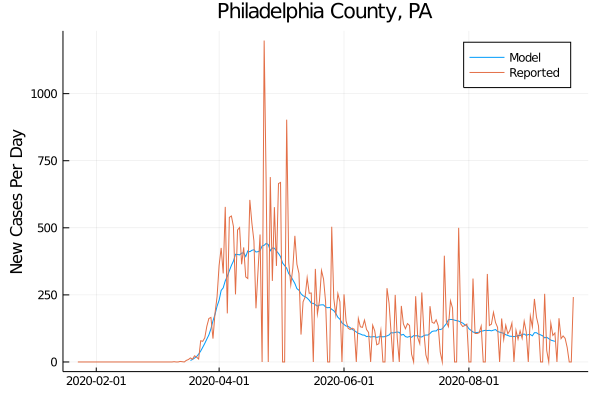 Philadelphia County, PA
New Cases Per Day
Model
Reported
1000
750
500
250
0
2020-02-01
2020-04-01
2020-06-01
2020-08-01